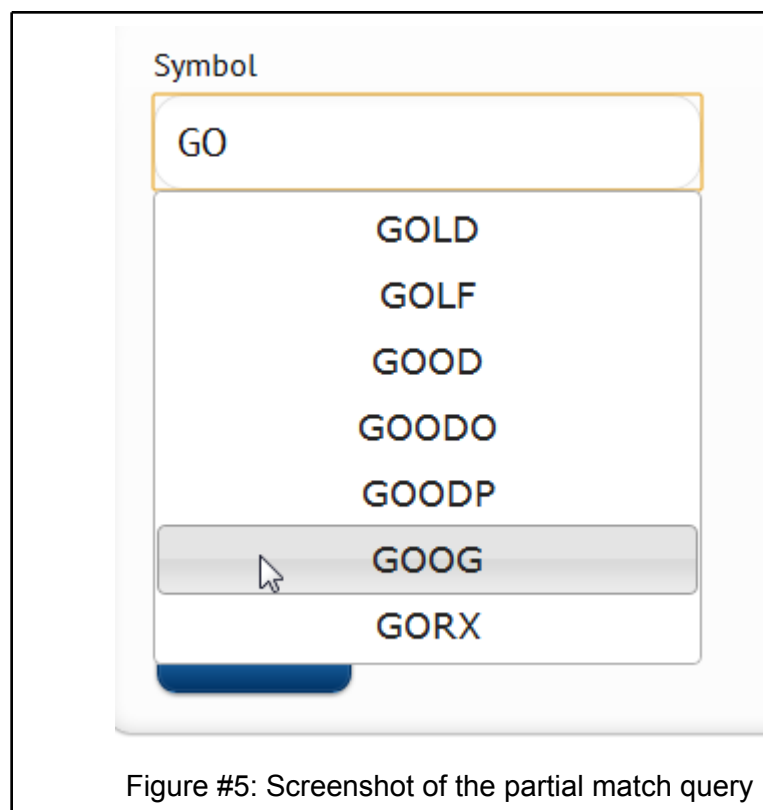 Symbol
GO
GOLD
GOLF
GOOD
GOODO
GOODP
GOOG
GORX
Figure #5: Screenshot of the partial match query